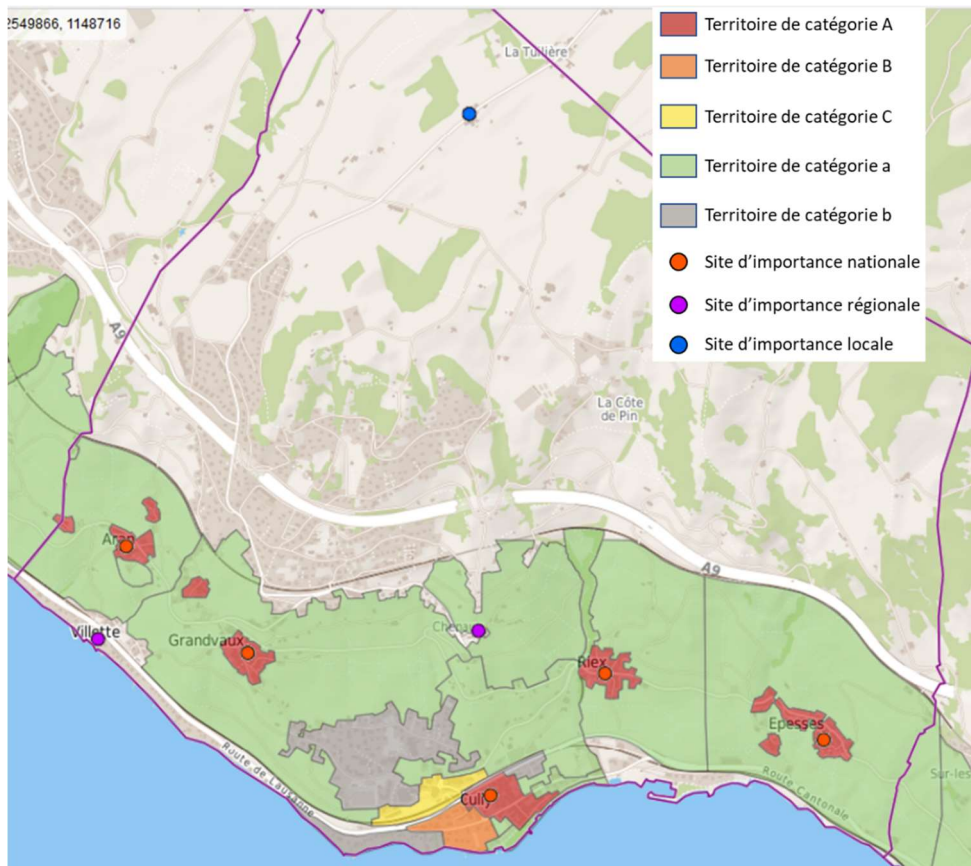 2549866, 1148716
Territoire de catégorie A
Territoire de catégorie B
Territoire de catégorie C
Territoire de catégorie a
Territoire de catégorie b
Site d'importance nationale
Site d'importance régionale
Site d'importance locale
La Tuilière
A9
La Côte
de Pin
A9
Aran
Villette
Chenaux
Grandvaux
Riex
Epesses
Route de Lausanne
Cully
Route Cantonale
Sur-les